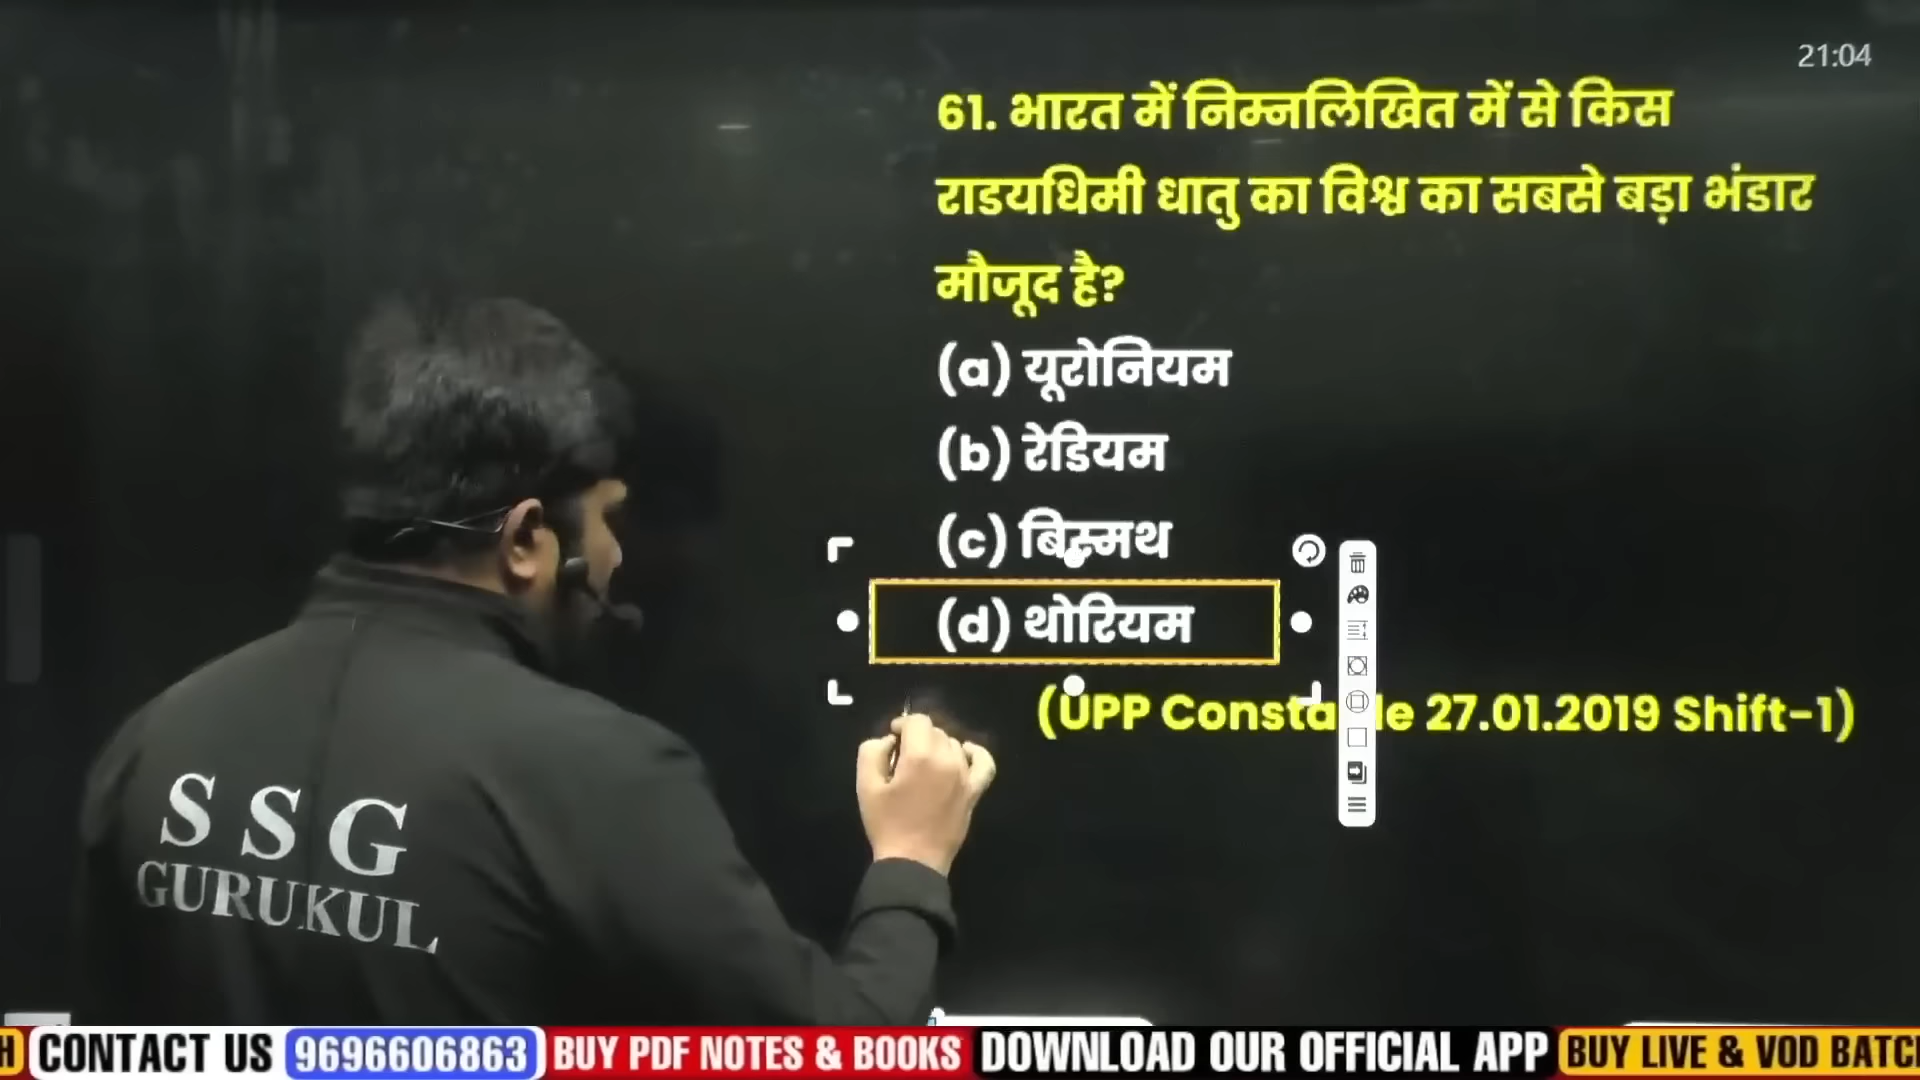 21:04
61. भारत में निम्नलिखित में से किस
राडयधिमी धातु का विश्व का सबसे बड़ा भंडार
मौजूद है?
(a) यूरोनियम
(b) रेडियम
(c) बिस्मथ
(d) थोरियम
(UPP Consta le 27.01.2019 Shift-1)
S S G
GURUKUL
H CONTACT US 9696606863 BUY PDF NOTES & BOOKS DOWNLOAD OUR OFFICIAL APP BUY LIVE & VOD BATC